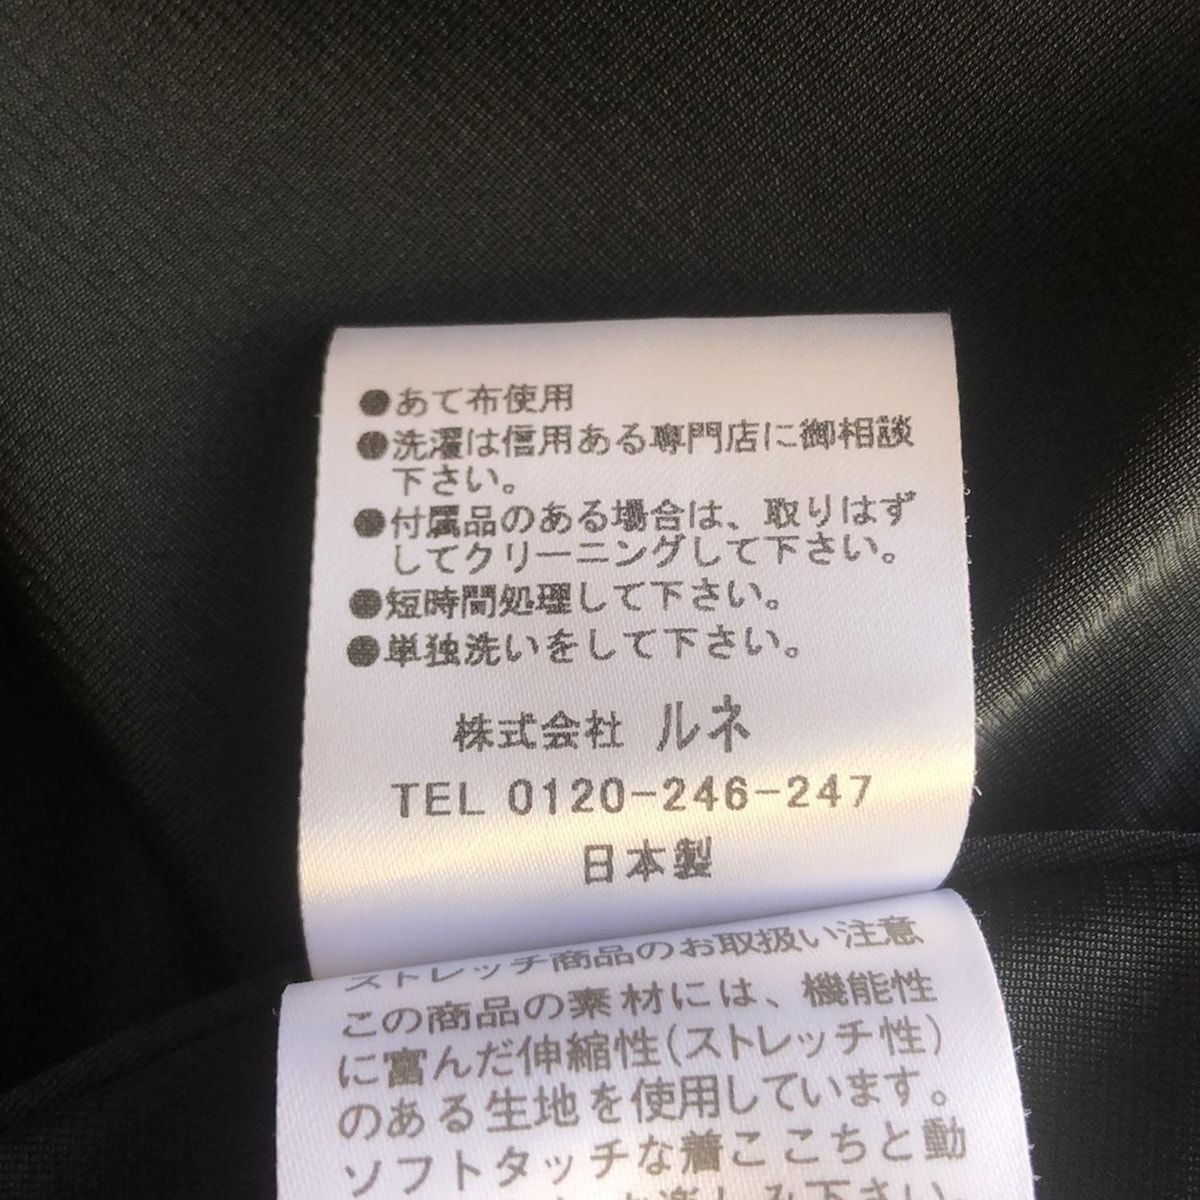 ●あて布使用
●洗濯は信用ある専門店に御相談
下さい。
●付属品のある場合は、取りはず
してクリーニングして下さい。
●短時間処理して下さい。
●単独洗いをして下さい。
株式会社 ルネ
TEL 0120-246-247
日本製
ストレッチ商品のお取扱い注意
この商品の素材には、機能性
に富んだ伸縮性(ストレッチ性)
のある生地を使用しています。
ソフトタッチな着ここちと動
楽しみ下さい